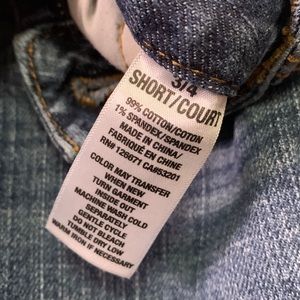 3/4
SHORT/COURT
99% COTTON/COTON
1% SPANDEX/SPANDEX
MADE IN CHINA/
FABRIQUÉ EN CHINE
RN# 126671 CA#53201
COLOR MAY TRANSFER
WHEN NEW
TURN GARMENT
INSIDE OUT
MACHINE WASH COLD
SEPARATELY
GENTLE CYCLE
DO NOT BLEACH
TUMBLE DRY LOW
WARM IRON IF NECESSARY